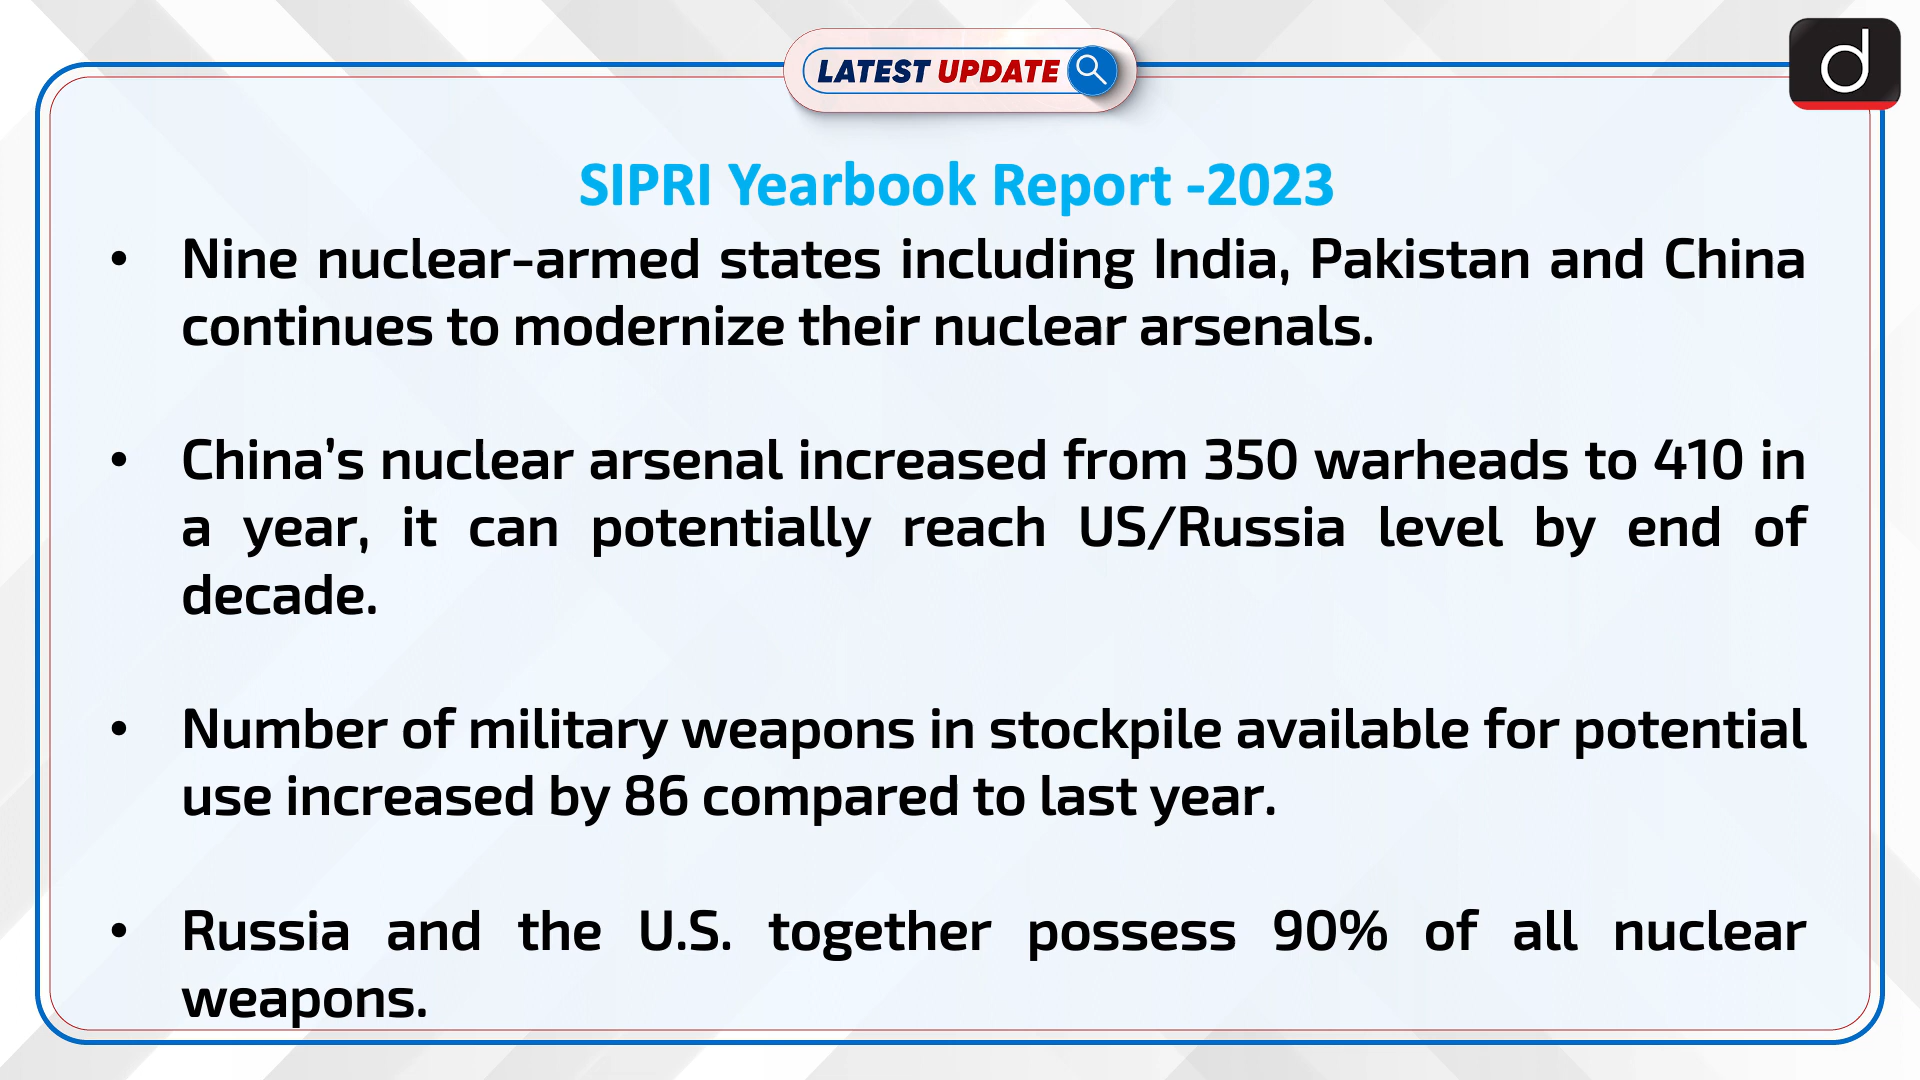 LATEST UPDATE
d
SIPRI Yearbook Report -2023
• Nine nuclear-armed states including India, Pakistan and China
continues to modernize their nuclear arsenals.
• China’s nuclear arsenal increased from 350 warheads to 410 in
a year, it can potentially reach US/Russia level by end of
decade.
• Number of military weapons in stockpile available for potential
use increased by 86 compared to last year.
• Russia and the U.S. together possess 90% of all nuclear
weapons.